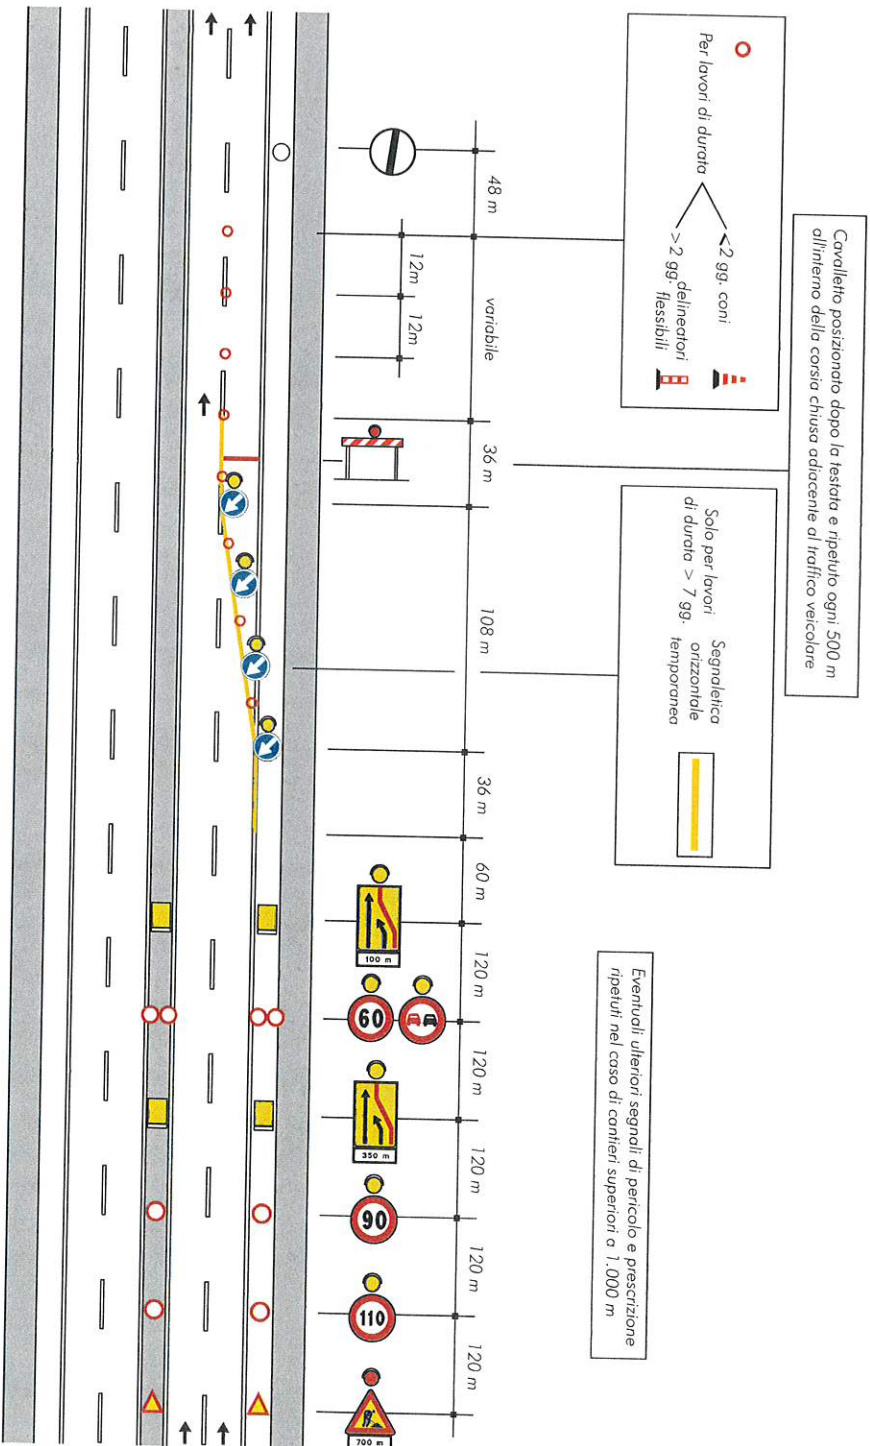 Cavalletto posizionato dopo la testata e ripetuto ogni 500 m
all'interno della corsia chiusa adiacente al traffico veicolare
Per lavori di durata
<2 gg. coni
>2 gg. delineatori
flessibili
Solo per lavori
di durata > 7 gg.
Segnaletica
orizzontale
temporanea
Eventuali ulteriori segnali di pericolo e prescrizione
ripetuti nel caso di cantieri superiori a 1.000 m
48 m
variabile
36 m
108 m
36 m
60 m
120 m
120 m
120 m
120 m
120 m
12m
12m
100 m
60
350 m
90
110
700 m